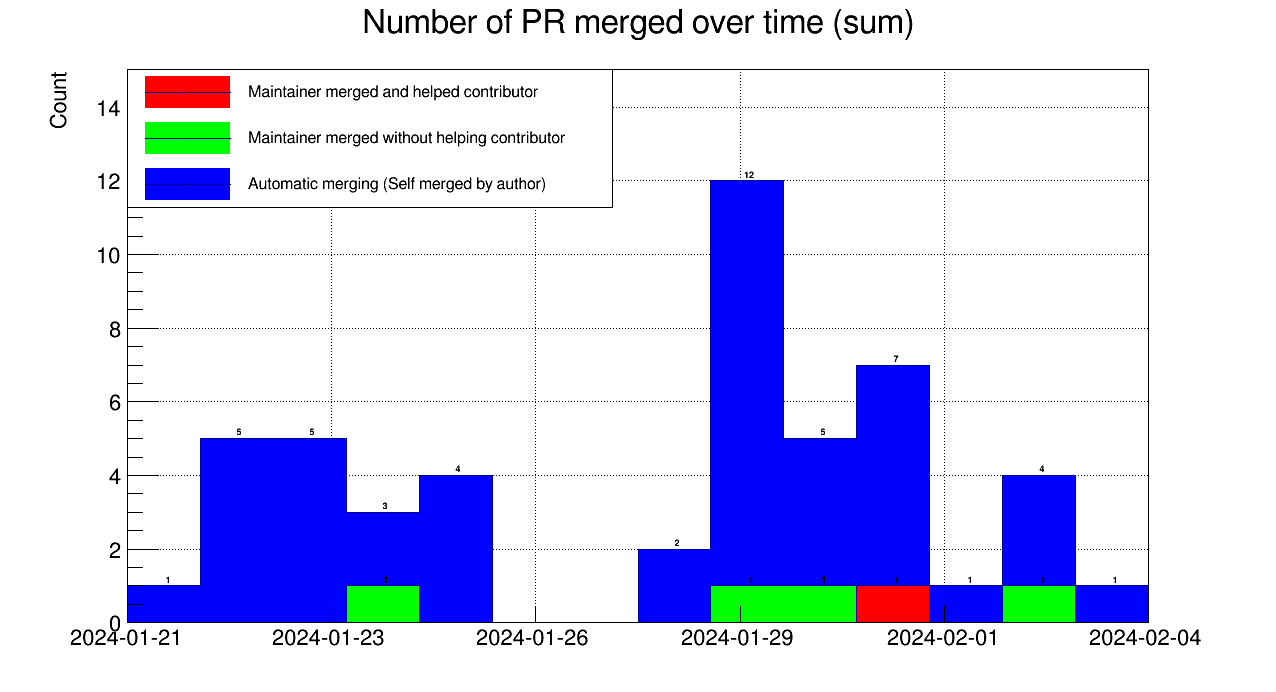 Number of PR merged over time (sum)
Count
Maintainer merged and helped contributor
Maintainer merged without helping contributor
Automatic merging (Self merged by author)
14
12
10
8
6
4
2
0
12
7
5 5 5
4 4
3
2
1 1 1 1 1 1 1 1
2024-01-21 2024-01-23 2024-01-26 2024-01-29 2024-02-01 2024-02-04